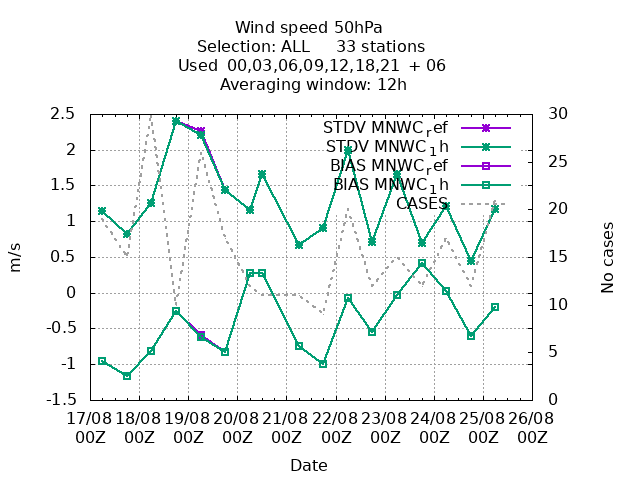 Wind speed 50hPa
Selection: ALL 33 stations
Used 00,03,06,09,12,18,21 + 06
Averaging window: 12h
STDV MNWC_ref
STDV MNWC_1h
BIAS MNWC_ref
BIAS MNWC_1h
CASES
2.5
2
1.5
1
0.5
0
-0.5
-1
-1.5
m/s
30
25
20
15
10
5
0
No cases
17/08 18/08 19/08 20/08 21/08 22/08 23/08 24/08 25/08 26/08
00Z 00Z 00Z 00Z 00Z 00Z 00Z 00Z 00Z 00Z
Date